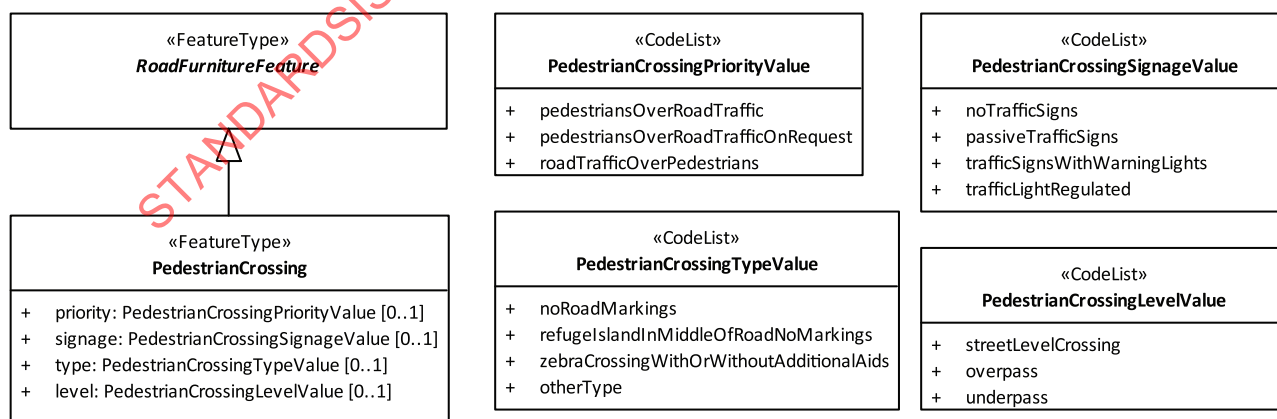 «FeatureType»
RoadFurnitureFeature
«FeatureType»
PedestrianCrossing
+ priority: PedestrianCrossingPriorityValue [0..1]
+ signage: PedestrianCrossingSignageValue [0..1]
+ type: PedestrianCrossingTypeValue [0..1]
+ level: PedestrianCrossingLevelValue [0..1]
«CodeList»
PedestrianCrossingPriorityValue
+ pedestriansOverRoadTraffic
+ pedestriansOverRoadTrafficOnRequest
+ roadTrafficOverPedestrians
«CodeList»
PedestrianCrossingTypeValue
+ noRoadMarkings
+ refugeIslandInMiddleOfRoadNoMarkings
+ zebraCrossingWithOrWithoutAdditionalAids
+ otherType
«CodeList»
PedestrianCrossingSignageValue
+ noTrafficSigns
+ passiveTrafficSigns
+ trafficSignsWithWarningLights
+ trafficLightRegulated
«CodeList»
PedestrianCrossingLevelValue
+ streetLevelCrossing
+ overpass
+ underpass
STANDARDSIS